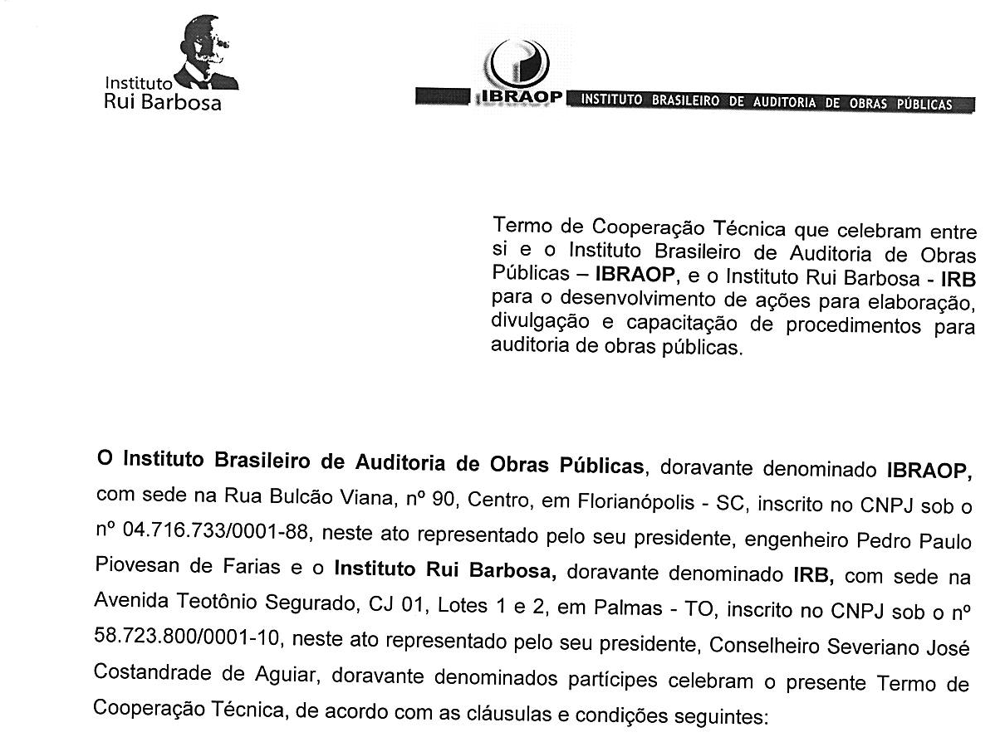 Instituto
Rui Barbosa
IBRAOP INSTITUTO BRASILEIRO DE AUDITORIA DE OBRAS PÚBLICAS
Termo de Cooperação Técnica que celebram entre
si e o Instituto Brasileiro de Auditoria de Obras
Públicas – IBRAOP, e o Instituto Rui Barbosa - IRB
para o desenvolvimento de ações para elaboração,
divulgação e capacitação de procedimentos para
auditoria de obras públicas.
O Instituto Brasileiro de Auditoria de Obras Públicas, doravante denominado IBRAOP,
com sede na Rua Bulcão Viana, nº 90, Centro, em Florianópolis - SC, inscrito no CNPJ sob o
nº 04.716.733/0001-88, neste ato representado pelo seu presidente, engenheiro Pedro Paulo
Piovesan de Farias e o Instituto Rui Barbosa, doravante denominado IRB, com sede na
Avenida Teotônio Segurado, CJ 01, Lotes 1 e 2, em Palmas - TO, inscrito no CNPJ sob o nº
58.723.800/0001-10, neste ato representado pelo seu presidente, Conselheiro Severiano José
Costandrade de Aguiar, doravante denominados partícipes celebram o presente Termo de
Cooperação Técnica, de acordo com as cláusulas e condições seguintes: